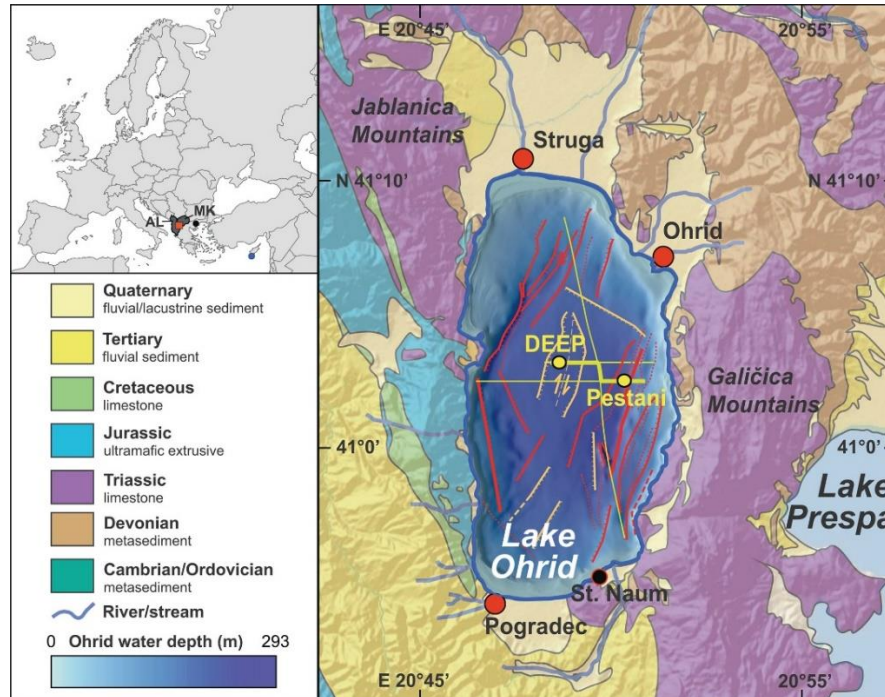 AL
MK
Quaternary
fluvial/lacustrine sediment
Tertiary
fluvial sediment
Cretaceous
limestone
Jurassic
ultramafic extrusive
Triassic
limestone
Devonian
metasediment
Cambrian/Ordovician
metasediment
River/stream
0 Ohrid water depth (m) 293
E 20°45' 20°55'
Jablanica
Mountains
Struga
N 41°10' 41°10'
Ohrid
DEEP
Pestani
Galičica
Mountains
41°0' 41°0'
Lake
Prespa
Lake
Ohrid
St. Naum
Pogradec
E 20°45' 20°55'